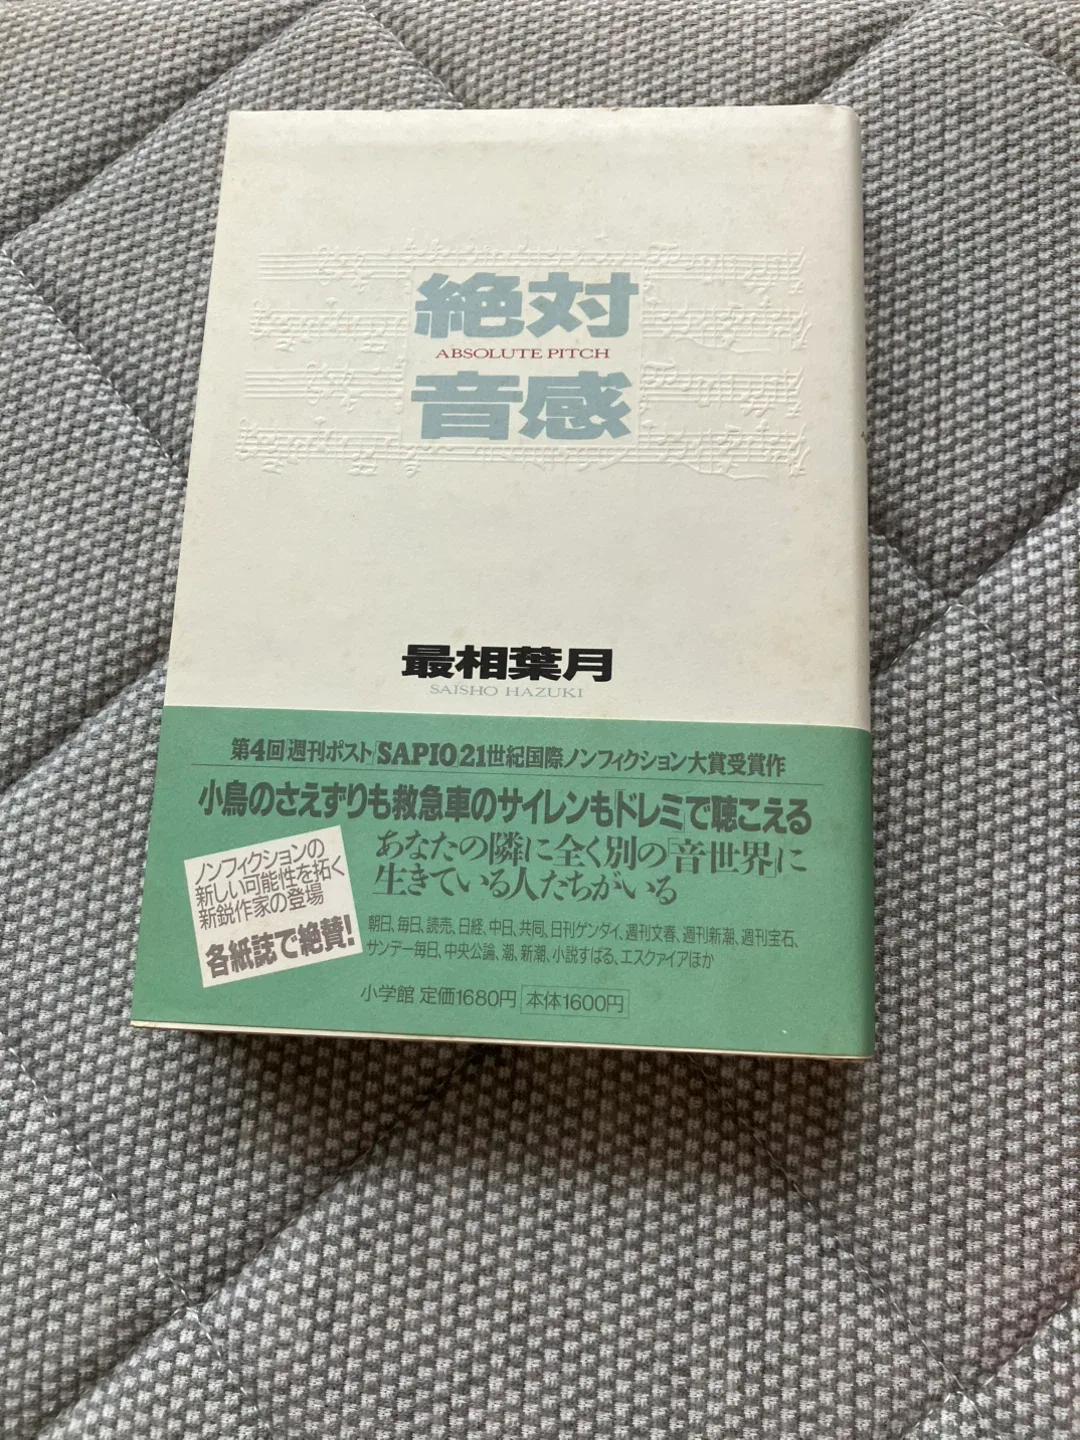 絶対
ABSOLUTE PITCH
音感
最相葉月
SAISHO HAZUKI
第4回「週刊ポスト」「SAPIO」21世紀国際ノンフィクション大賞受賞作
小鳥のさえずりも救急車のサイレンも「ドレミ」で聴こえる
あなたの隣に全く別の「音世界」に
生きている人たちがいる
ノンフィクションの
新しい可能性を拓く
新鋭作家の登場
各紙誌で絶賛!
朝日、毎日、読売、日経、中日、共同、日刊ゲンダイ、週刊文春、週刊新潮、週刊宝石、
サンデー毎日、中央公論、潮、新潮、小説すばる、エスクァイアほか
小学館 定価1680円 本体1600円